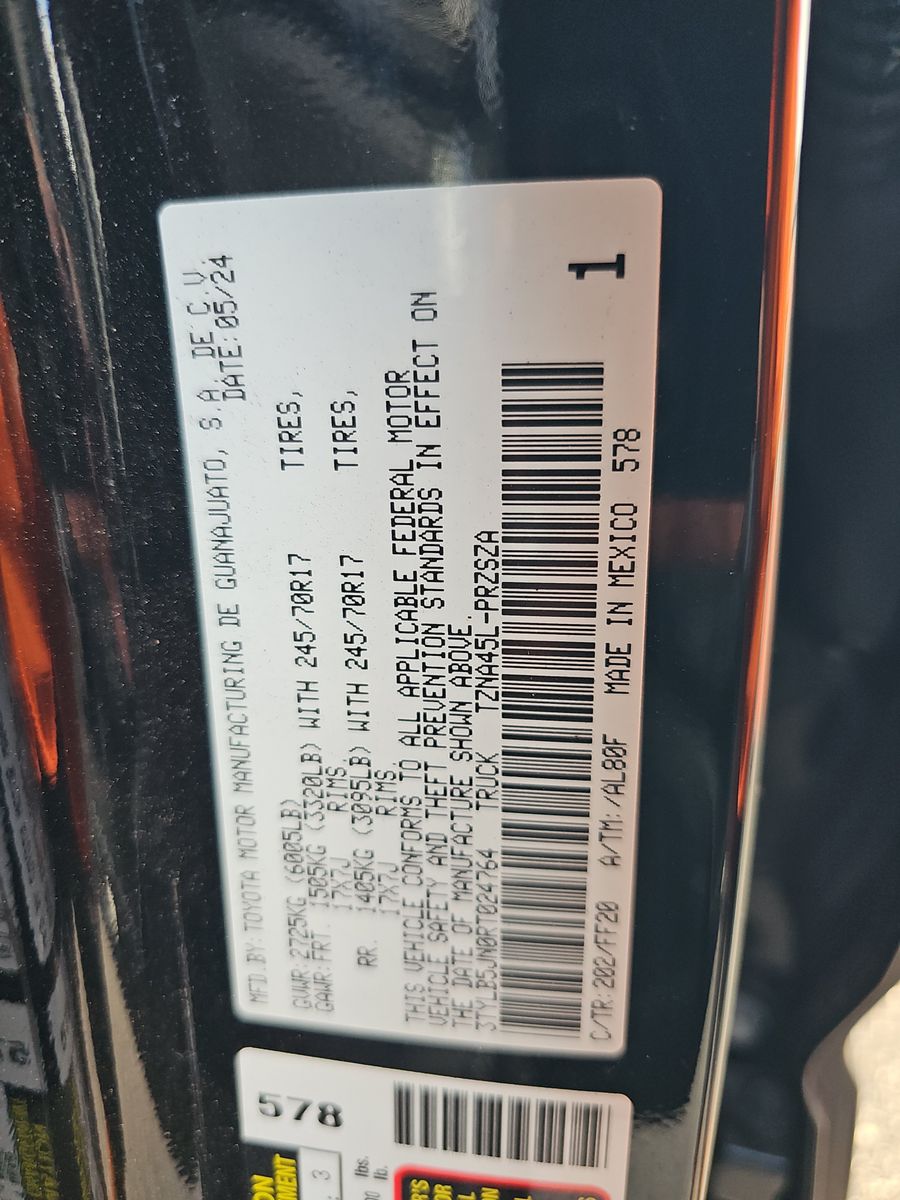 MFD.BY:TOYOTA MOTOR MANUFACTURING DE GUANAJUATO, S.A. DE C.V.
DATE:05/24
GVWR:2725KG (6005LB)
GAWR:FRT. 1505KG (3320LB) WITH 245/70R17 TIRES,
17X7J RIMS.
RR. 1405KG (3095LB) WITH 245/70R17 TIRES,
17X7J RIMS
THIS VEHICLE CONFORMS TO ALL APPLICABLE FEDERAL MOTOR
VEHICLE SAFETY AND THEFT PREVENTION STANDARDS IN EFFECT ON
THE DATE OF MANUFACTURE SHOWN ABOVE.
3TYLB5JN0RT024764 TRUCK TZNA45L-PRZSZA
1
C/TR:202/FF20 A/TM:/AL80F MADE IN MEXICO 578
578
3
lbs.
lb.